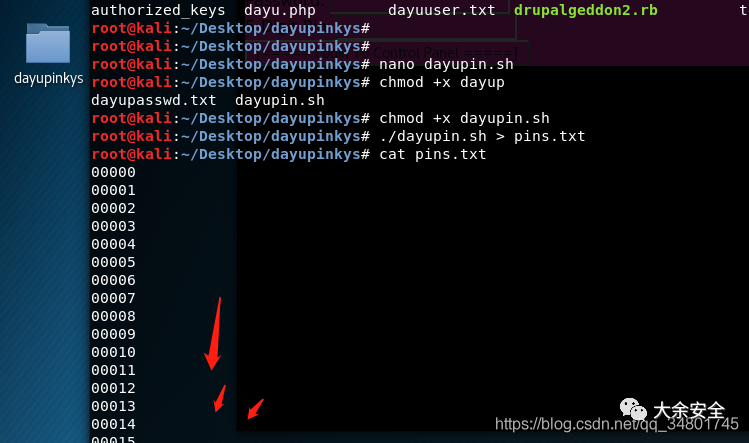 authorized_keys dayu.php dayuuser.txt drupalgeddon2.rb t
root@kali:~/Desktop/dayupinkys#
Control Panel =====|
root@kali:~/Desktop/dayupinkys#
root@kali:~/Desktop/dayupinkys# nano dayupin.sh
root@kali:~/Desktop/dayupinkys# chmod +x dayup
dayupasswd.txt dayupin.sh
root@kali:~/Desktop/dayupinkys# chmod +x dayupin.sh
root@kali:~/Desktop/dayupinkys# ./dayupin.sh > pins.txt
root@kali:~/Desktop/dayupinkys# cat pins.txt
00000
00001
00002
00003
00004
00005
00006
00007
00008
00009
00010
00011
00012
00013
00014
00015
dayupinkys
大余安全
https://blog.csdn.net/qq_34801745